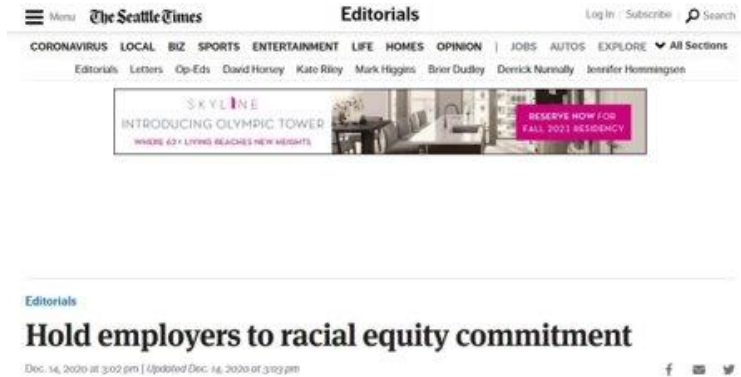 Menu The Seattle Times Editorials Log In | Subscribe | Search
CORONAVIRUS LOCAL BIZ SPORTS ENTERTAINMENT LIFE HOMES OPINION | JOBS AUTOS EXPLORE All Sections
Editorials Letters Op-Eds David Horsey Kate Riley Mark Higgins Brier Dudley Derrick Nunnally Jennifer Hemmingsen
SKYLINE
INTRODUCING OLYMPIC TOWER
WHERE 62+ LIVING REACHES NEW HEIGHTS
RESERVE NOW FOR
FALL 2021 RESIDENCY
Editorials
Hold employers to racial equity commitment
Dec. 14, 2020 at 3:02 pm | Updated Dec. 14, 2020 at 3:03 pm